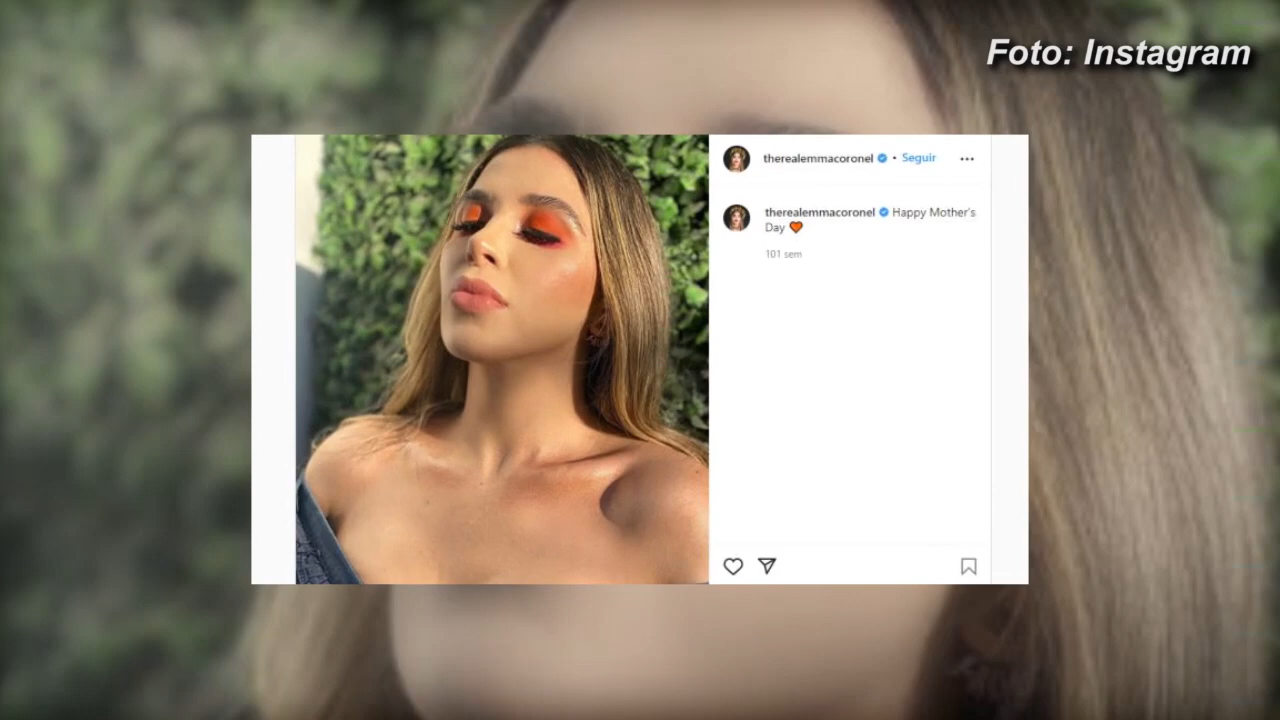 Foto: Instagram
therealemmacoronel • Seguir
therealemmacoronel Happy Mother's
Day 🧡
101 sem